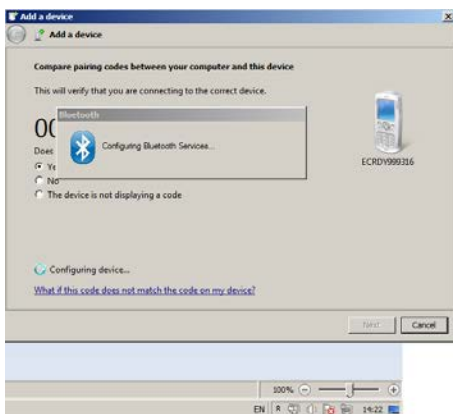 Add a device
Add a device
Compare pairing codes between your computer and this device
This will verify that you are connecting to the correct device.
Bluetooth
Configuring Bluetooth Services...
Does
ECRDY999316
No
The device is not displaying a code
Configuring device...
What if this code does not match the code on my device?
Next
Cancel
100%
EN
14:22